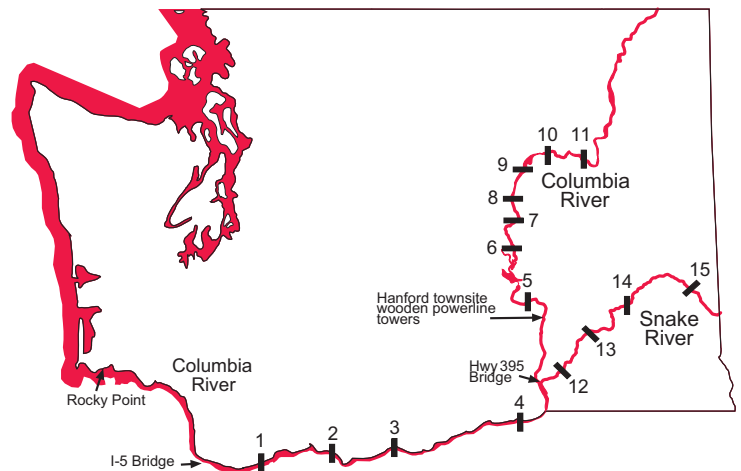 10
11
9
Columbia
River
8
7
6
5
15
14
Hanford townsite
wooden powerline
towers
Snake
River
13
Columbia
River
Hwy 395
Bridge
12
Rocky Point
4
3
2
1
I-5 Bridge